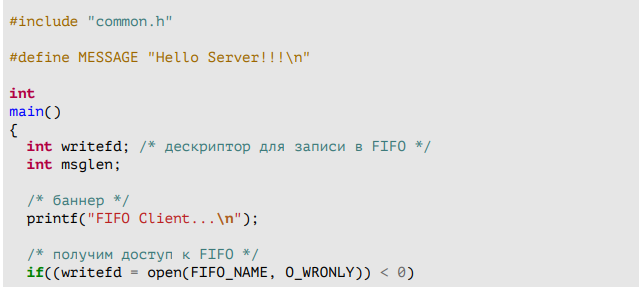 #include "common.h"
#define MESSAGE "Hello Server!!!\n"
int
main()
{
int writefd; /* дескриптор для записи в FIFO */
int msglen;
/* баннер */
printf("FIFO Client...\n");
/* получим доступ к FIFO */
if((writefd = open(FIFO_NAME, O_WRONLY)) < 0)